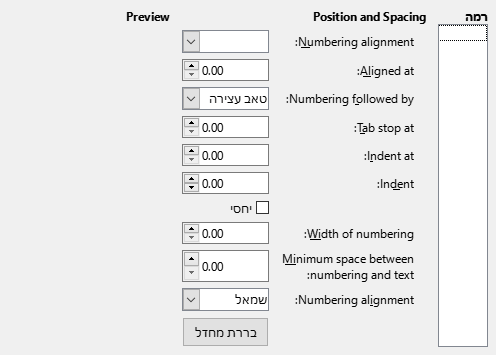 רמה
Position and Spacing
Preview
Numbering alignment:
Aligned at:
0.00
Numbering followed by:
טאב עצירה
Tab stop at:
0.00
Indent at:
0.00
Indent:
0.00
יחסי
Width of numbering:
0.00
Minimum space between
numbering and text:
0.00
Numbering alignment:
שמאל
בררת מחדל